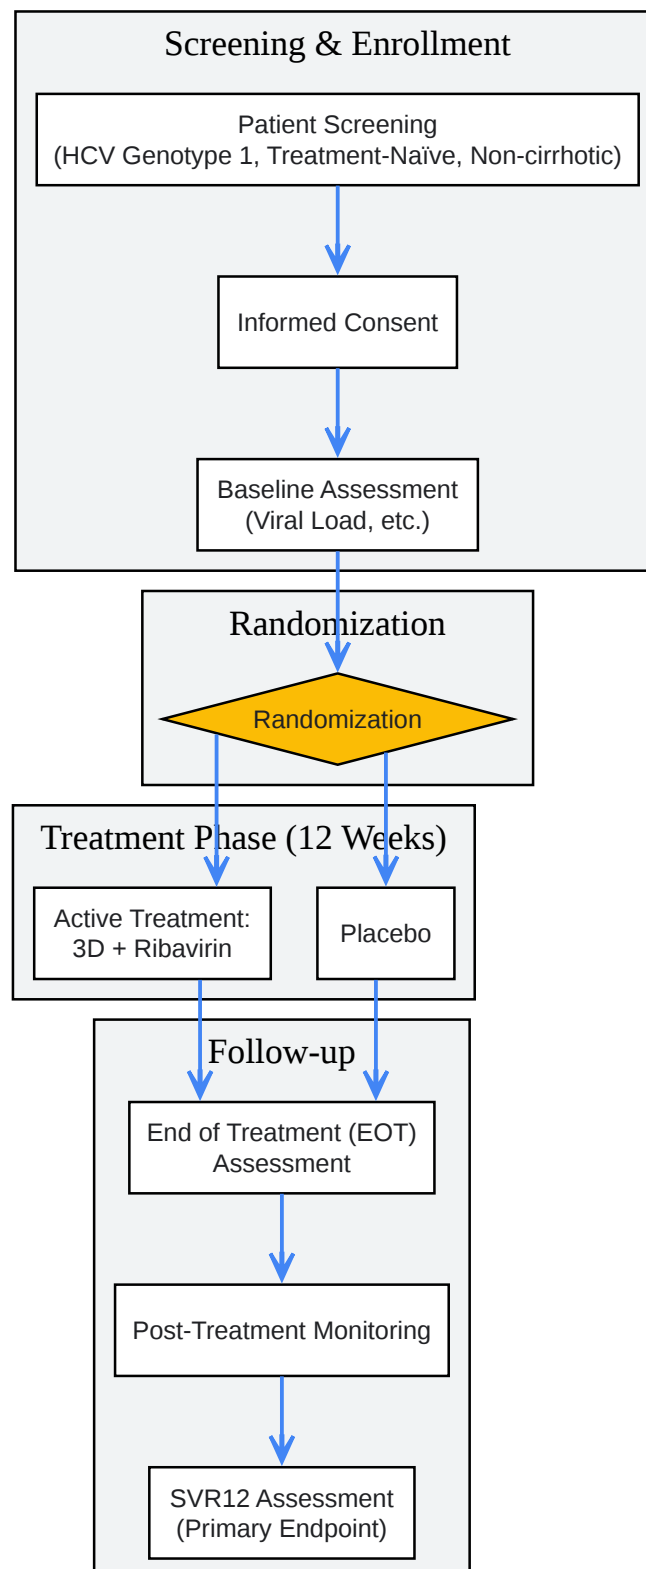 Screening & Enrollment
Patient Screening
(HCV Genotype 1, Treatment-Naïve, Non-cirrhotic)
Informed Consent
Baseline Assessment
(Viral Load, etc.)
Randomization
Randomization
Treatment Phase (12 Weeks)
Active Treatment:
3D + Ribavirin
Placebo
Follow-up
End of Treatment (EOT)
Assessment
Post-Treatment Monitoring
SVR12 Assessment
(Primary Endpoint)